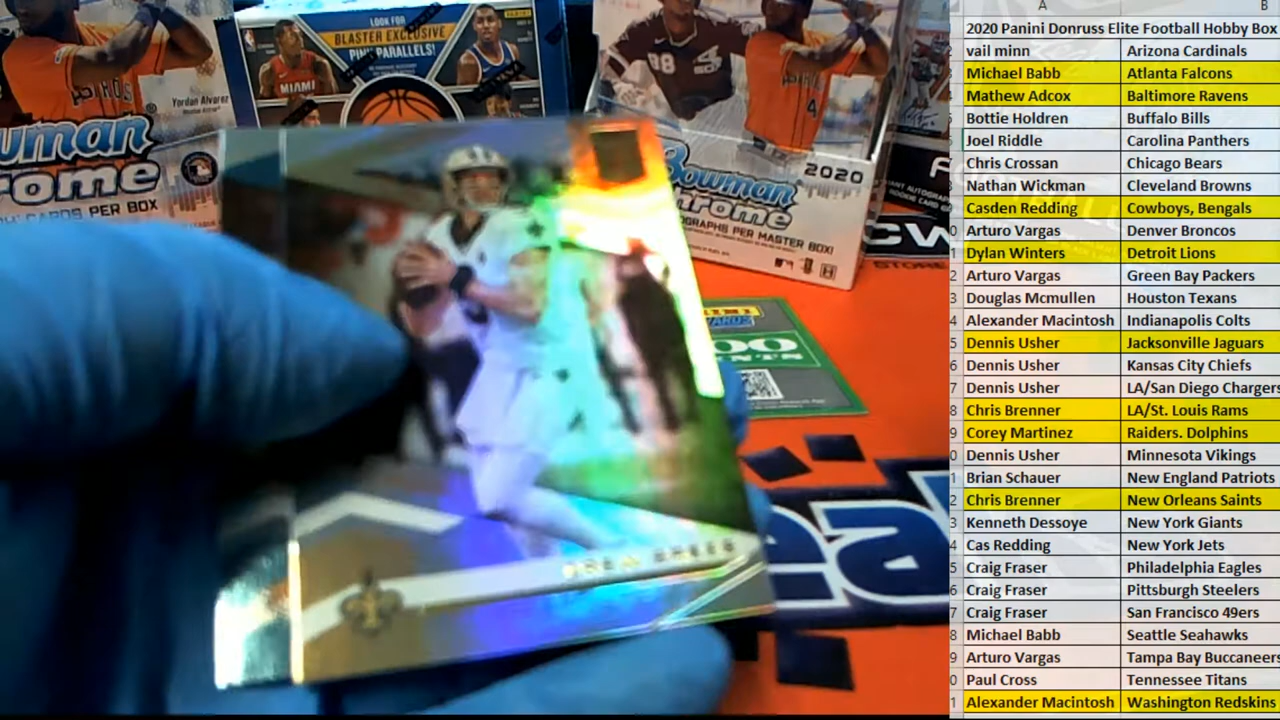 LOOK FOR
BLASTER EXCLUSIVE
PINK PARALLELS!
MIAMI
Yordan Alvarez
CARDS PER BOX
Bowman
Chrome
2020
DREW BREES
A B
2020 Panini Donruss Elite Football Hobby Box
vail minn Arizona Cardinals
Michael Babb Atlanta Falcons
Mathew Adcox Baltimore Ravens
Bottie Holdren Buffalo Bills
Joel Riddle Carolina Panthers
Chris Crossan Chicago Bears
Nathan Wickman Cleveland Browns
Casden Redding Cowboys, Bengals
Arturo Vargas Denver Broncos
Dylan Winters Detroit Lions
Arturo Vargas Green Bay Packers
Douglas Mcmullen Houston Texans
Alexander Macintosh Indianapolis Colts
Dennis Usher Jacksonville Jaguars
Dennis Usher Kansas City Chiefs
Dennis Usher LA/San Diego Chargers
Chris Brenner LA/St. Louis Rams
Corey Martinez Raiders. Dolphins
Dennis Usher Minnesota Vikings
Brian Schauer New England Patriots
Chris Brenner New Orleans Saints
Kenneth Dessoye New York Giants
Cas Redding New York Jets
Craig Fraser Philadelphia Eagles
Craig Fraser Pittsburgh Steelers
Craig Fraser San Francisco 49ers
Michael Babb Seattle Seahawks
Arturo Vargas Tampa Bay Buccaneers
Paul Cross Tennessee Titans
Alexander Macintosh Washington Redskins